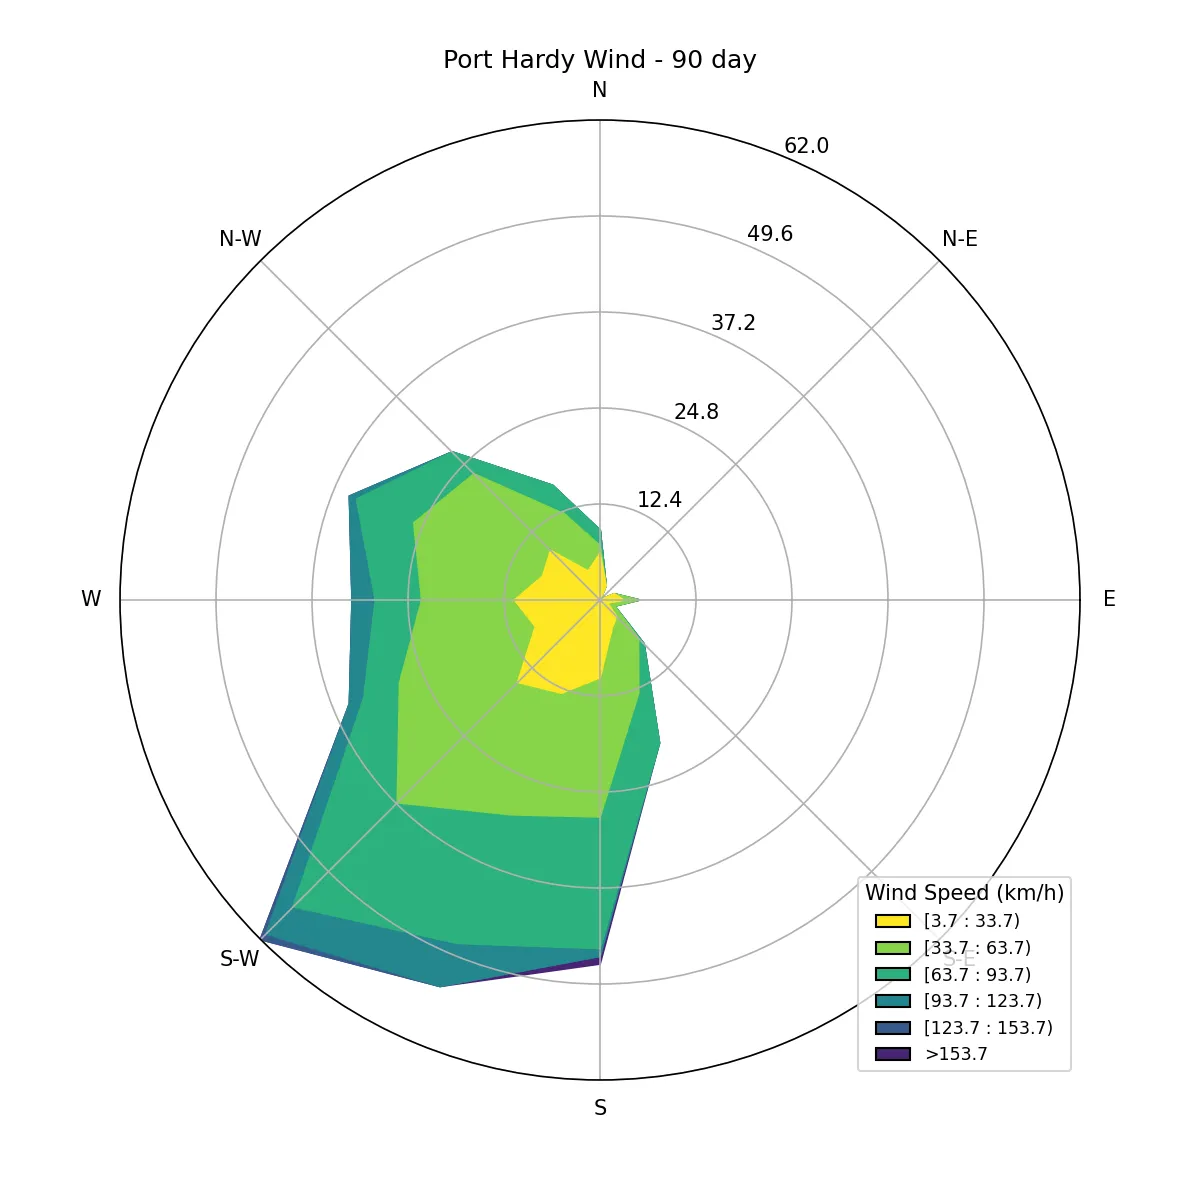 Port Hardy Wind - 90 day
N
62.0
N-W
N-E
49.6
37.2
24.8
12.4
W
E
S-W
S-E
S
Wind Speed (km/h)
[3.7 : 33.7)
[33.7 : 63.7)
[63.7 : 93.7)
[93.7 : 123.7)
[123.7 : 153.7)
>153.7